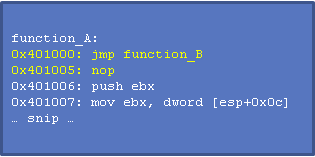 function_A:
0x401000: jmp function_B
0x401005: nop
0x401006: push ebx
0x401007: mov ebx, dword [esp+0x0c]
… snip …